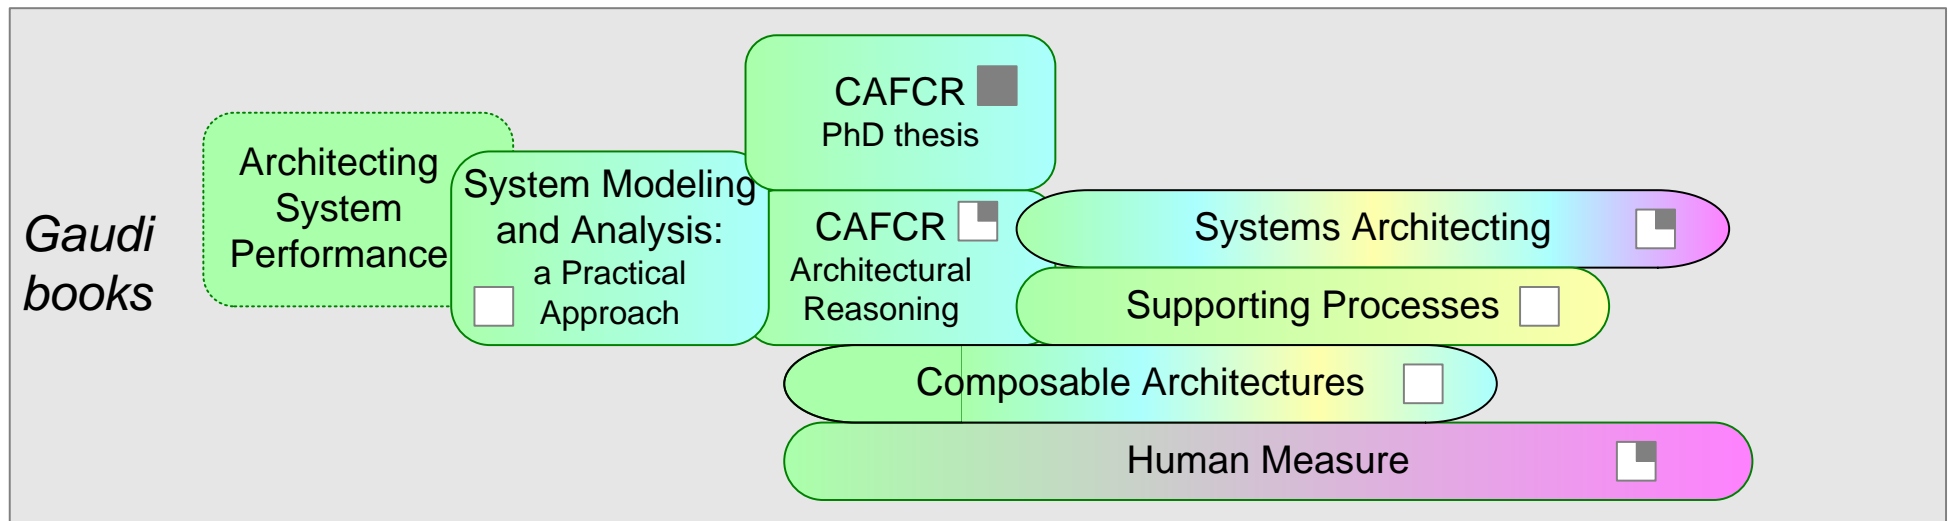 Gaudi
books
Architecting
System
Performance
System Modeling
and Analysis:
a Practical
Approach
CAFCR
PhD thesis
CAFCR
Architectural
Reasoning
Systems Architecting
Supporting Processes
Composable Architectures
Human Measure